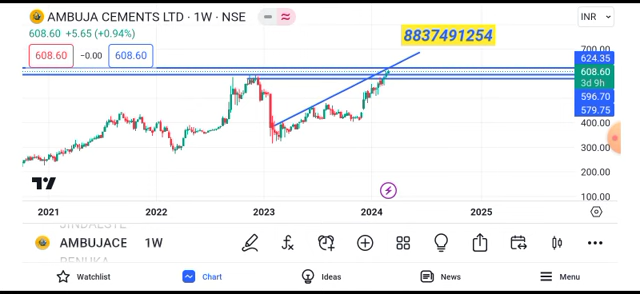 AMBUJA CEMENTS LTD · 1W · NSE
INR
608.60 +5.65 (+0.94%)
8837491254
608.60 −0.00 608.60
700.00
624.35
608.60
3d 9h
596.70
579.75
400.00
300.00
200.00
100.00
2021 2022 2023 2024 2025
JINDALSTE
AMBUJACE 1W
RENUKA
Watchlist Chart Ideas News Menu